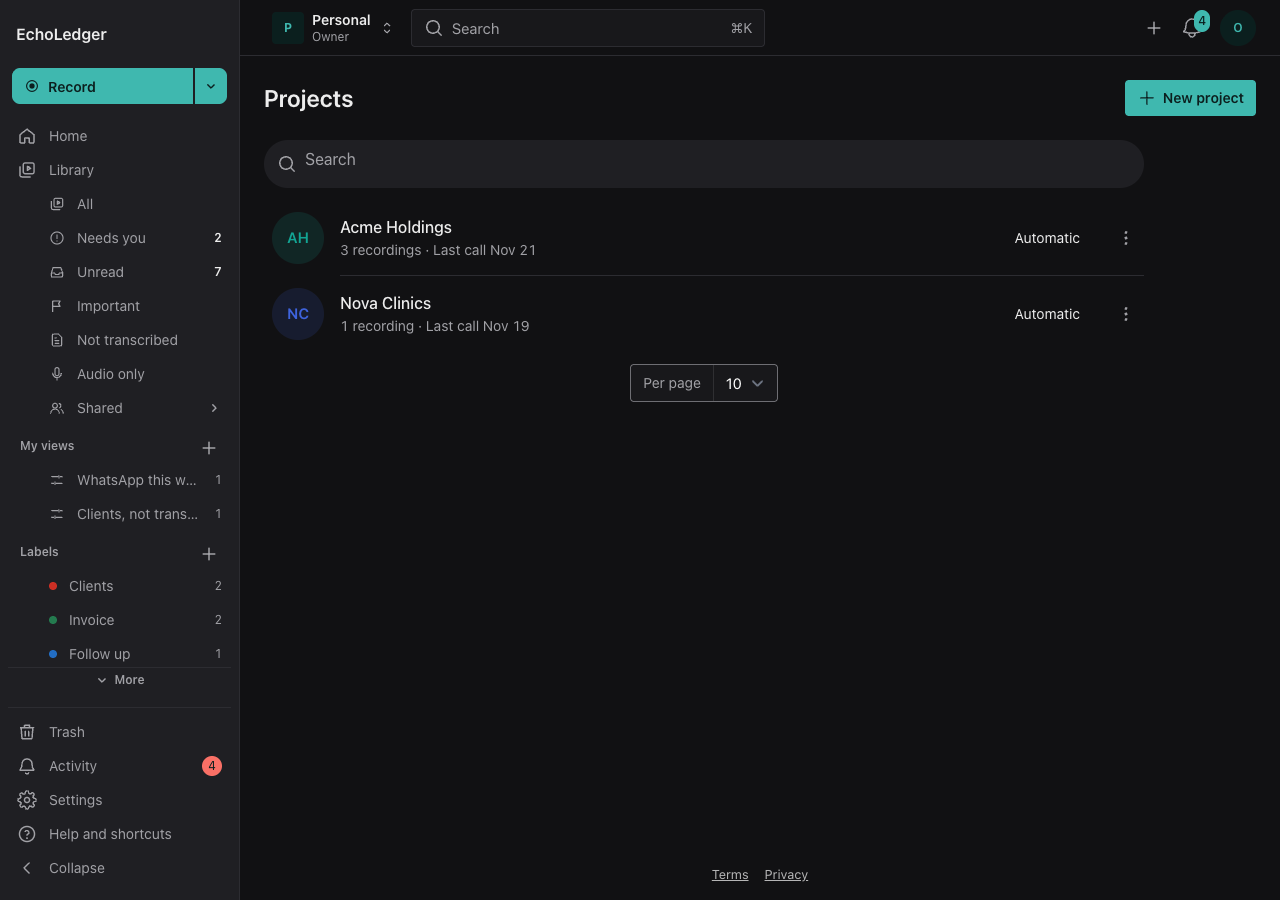 EchoLedger
Record
Home
Library
All
Needs you 2
Unread 7
Important
Not transcribed
Audio only
Shared
My views
WhatsApp this w... 1
Clients, not trans... 1
Labels
Clients 2
Invoice 2
Follow up 1
More
Trash
Activity 4
Settings
Help and shortcuts
Collapse
P
Personal
Owner
Search ⌘K
4
O
Projects
New project
Search
AH
Acme Holdings
3 recordings · Last call Nov 21
Automatic
NC
Nova Clinics
1 recording · Last call Nov 19
Automatic
Per page 10
Terms Privacy